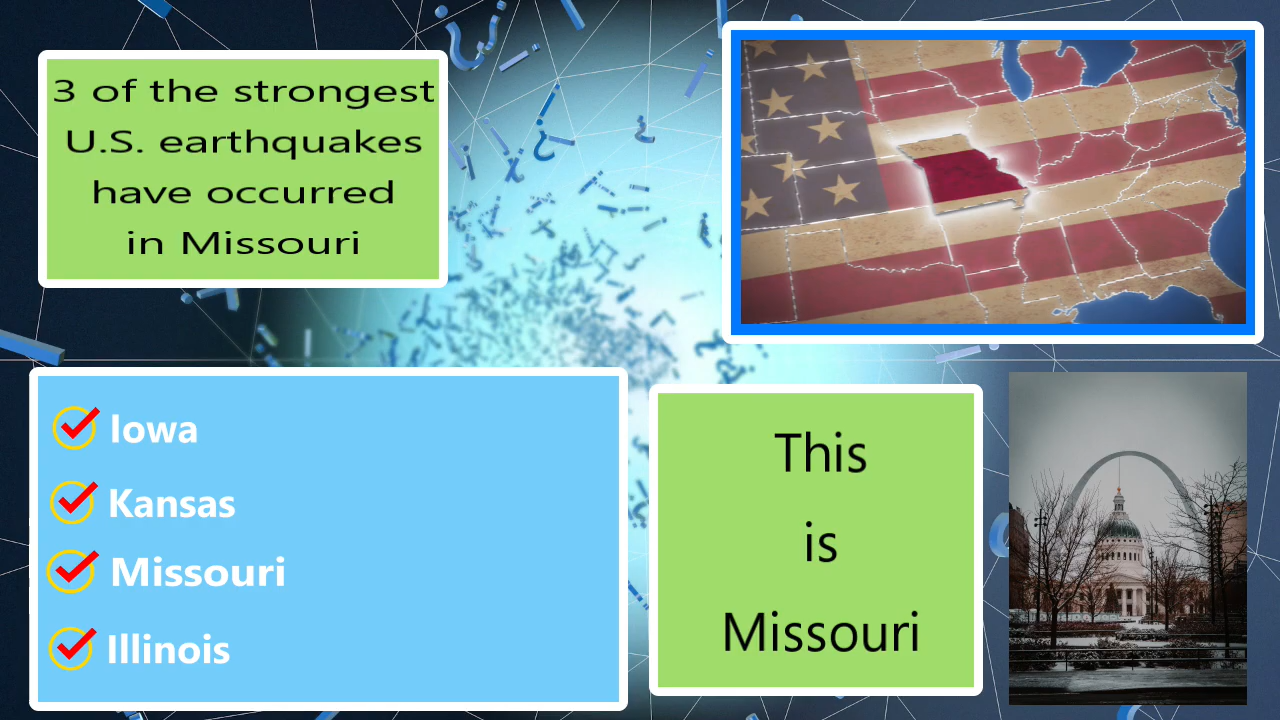 3 of the strongest
U.S. earthquakes
have occurred
in Missouri
Iowa
Kansas
Missouri
Illinois
This
is
Missouri